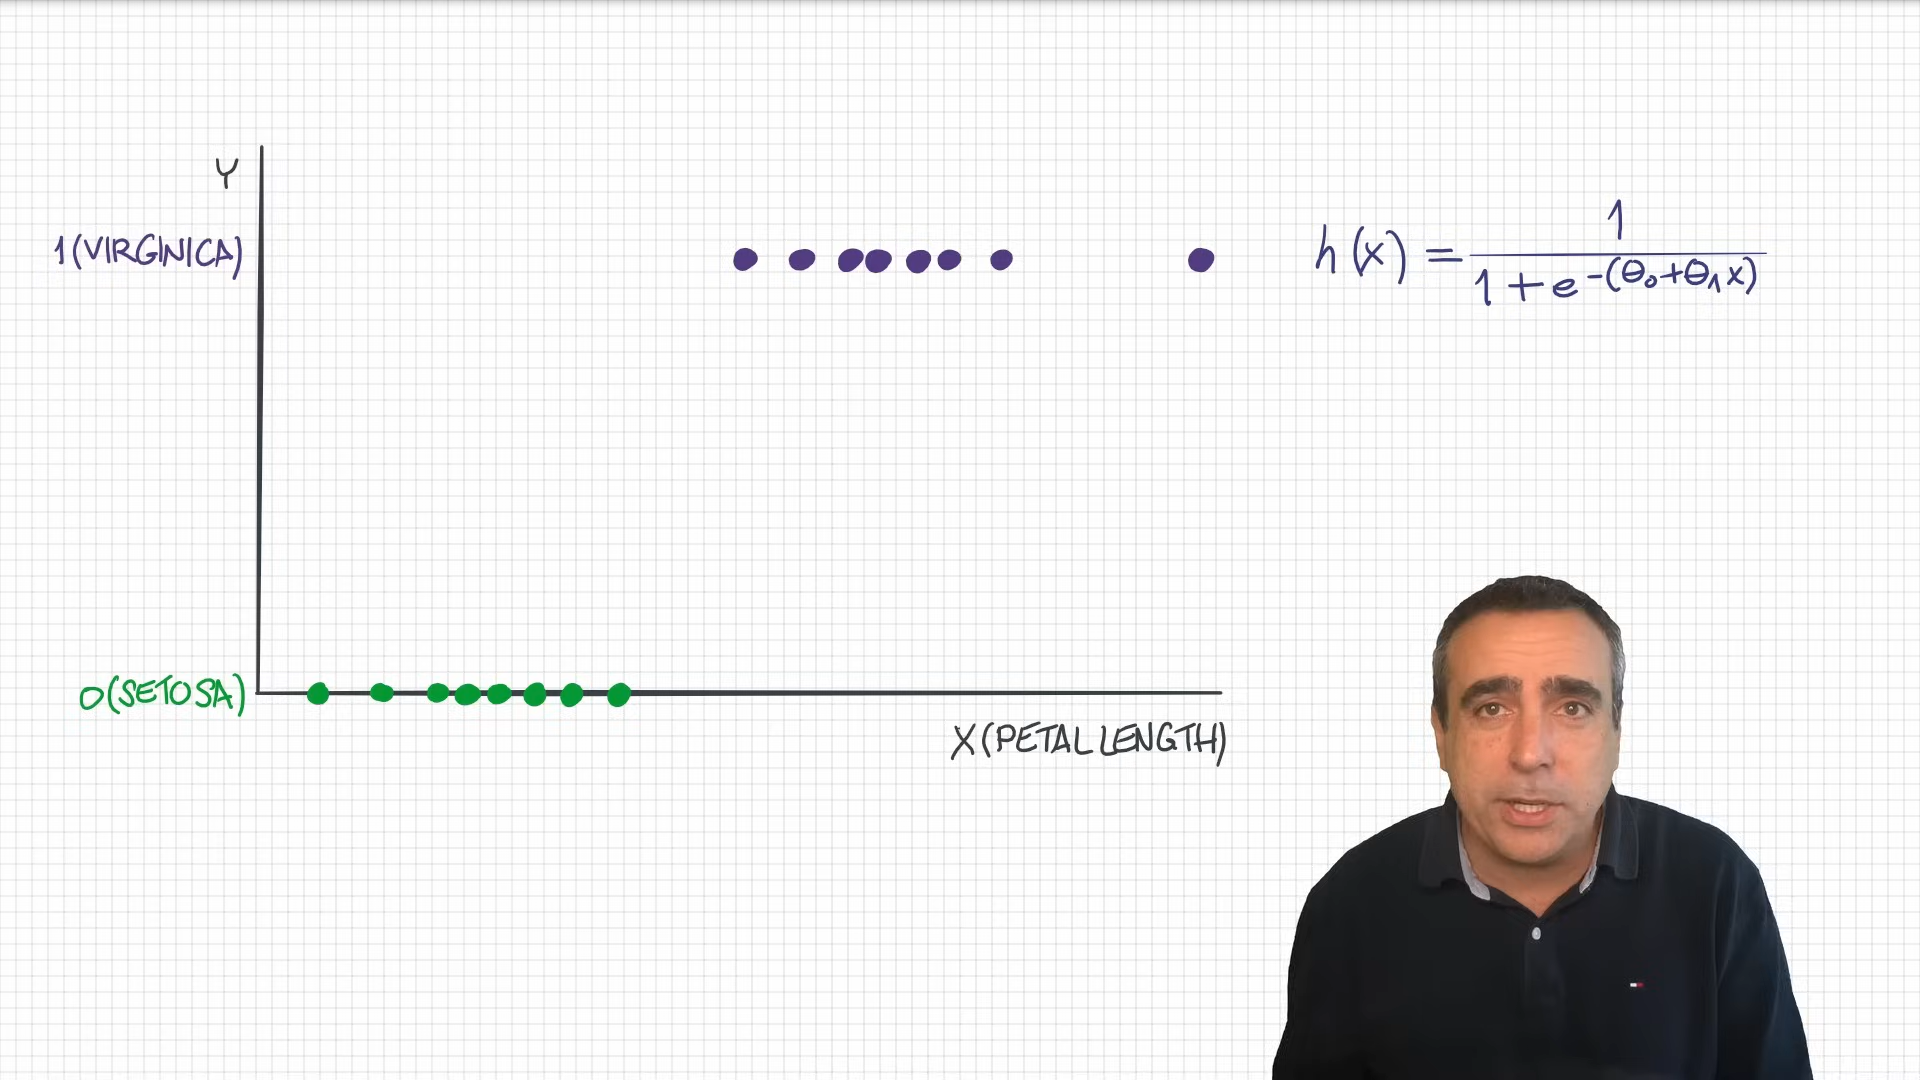 Y
1(VIRGINICA)
h(x) = 1 / 1 + e^-(θ₀+θ₁x)
0(SETOSA)
X(PETAL LENGTH)